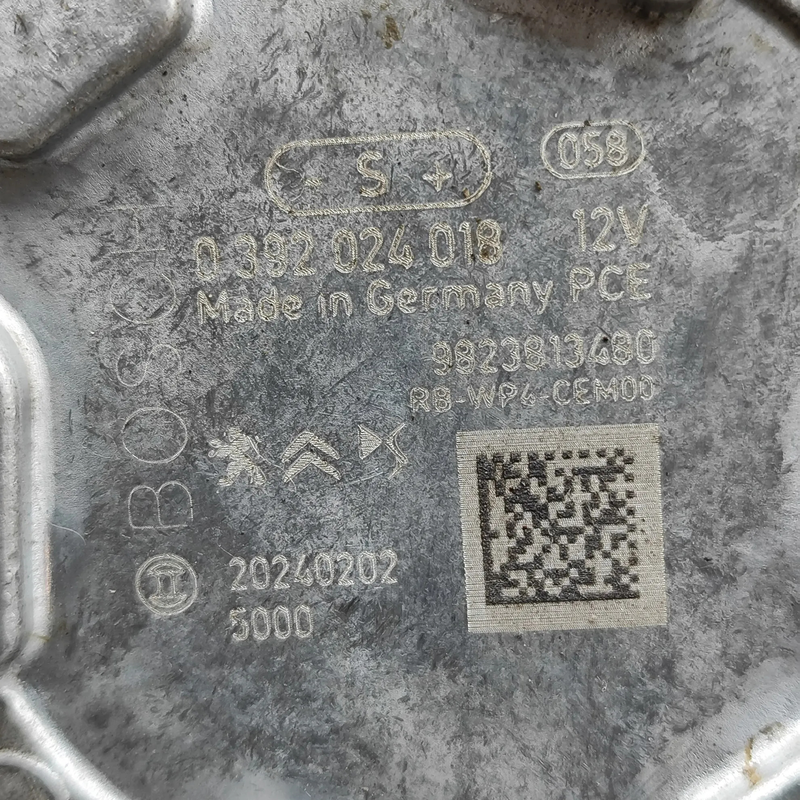 - S +
058
0 392 024 018 12V
Made in Germany PCE
9823813480
RB-WP4-CEM00
BOSCH
20240202
5000